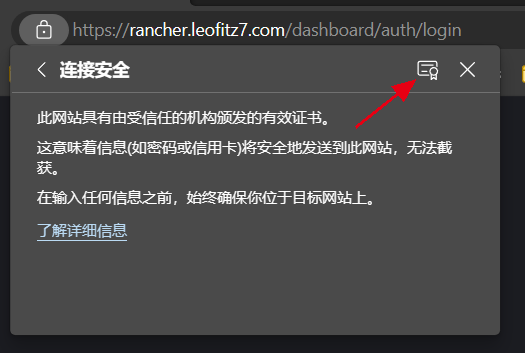 https://rancher.leofitz7.com/dashboard/auth/login
连接安全
此网站具有由受信任的机构颁发的有效证书。
这意味着信息(如密码或信用卡)将安全地发送到此网站，无法截
获。
在输入任何信息之前，始终确保你位于目标网站上。
了解详细信息